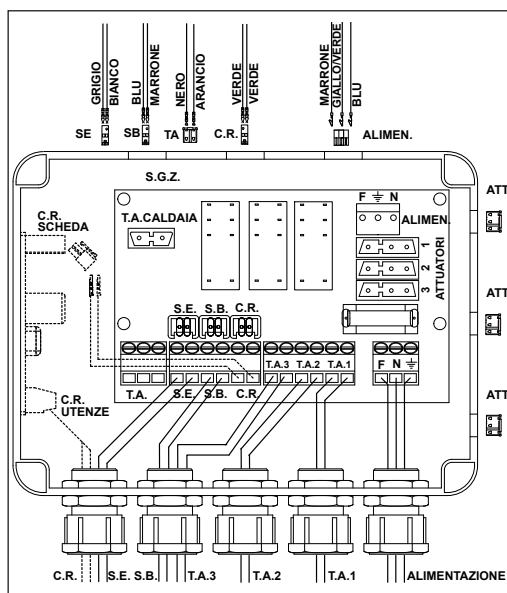 GRIGIO
BIANCO
BLU
MARRONE
NERO
ARANCIO
VERDE
VERDE
MARRONE
GIALLO/VERDE
BLU
SE
SB
TA
C.R.
ALIMEN.
S.G.Z.
C.R.
SCHEDA
T.A.CALDAIA
F N
ALIMEN.
ATTUATORI
1
2
3
ATT
ATT
ATT
S.E.
S.B.
C.R.
T.A.
S.E.
S.B.
C.R.
T.A.3
T.A.2
T.A.1
F N
C.R.
UTENZE
C.R.
S.E.
S.B.
T.A.3
T.A.2
T.A.1
ALIMENTAZIONE